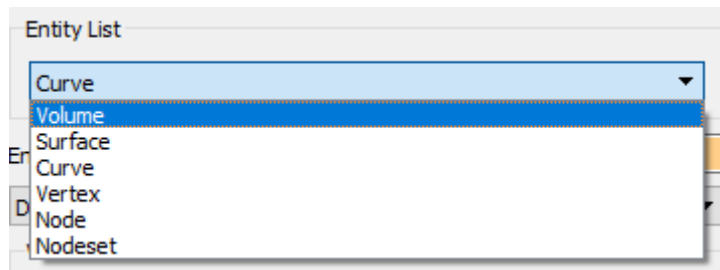 Entity List
Curve
Volume
Surface
Curve
Vertex
Node
Nodeset